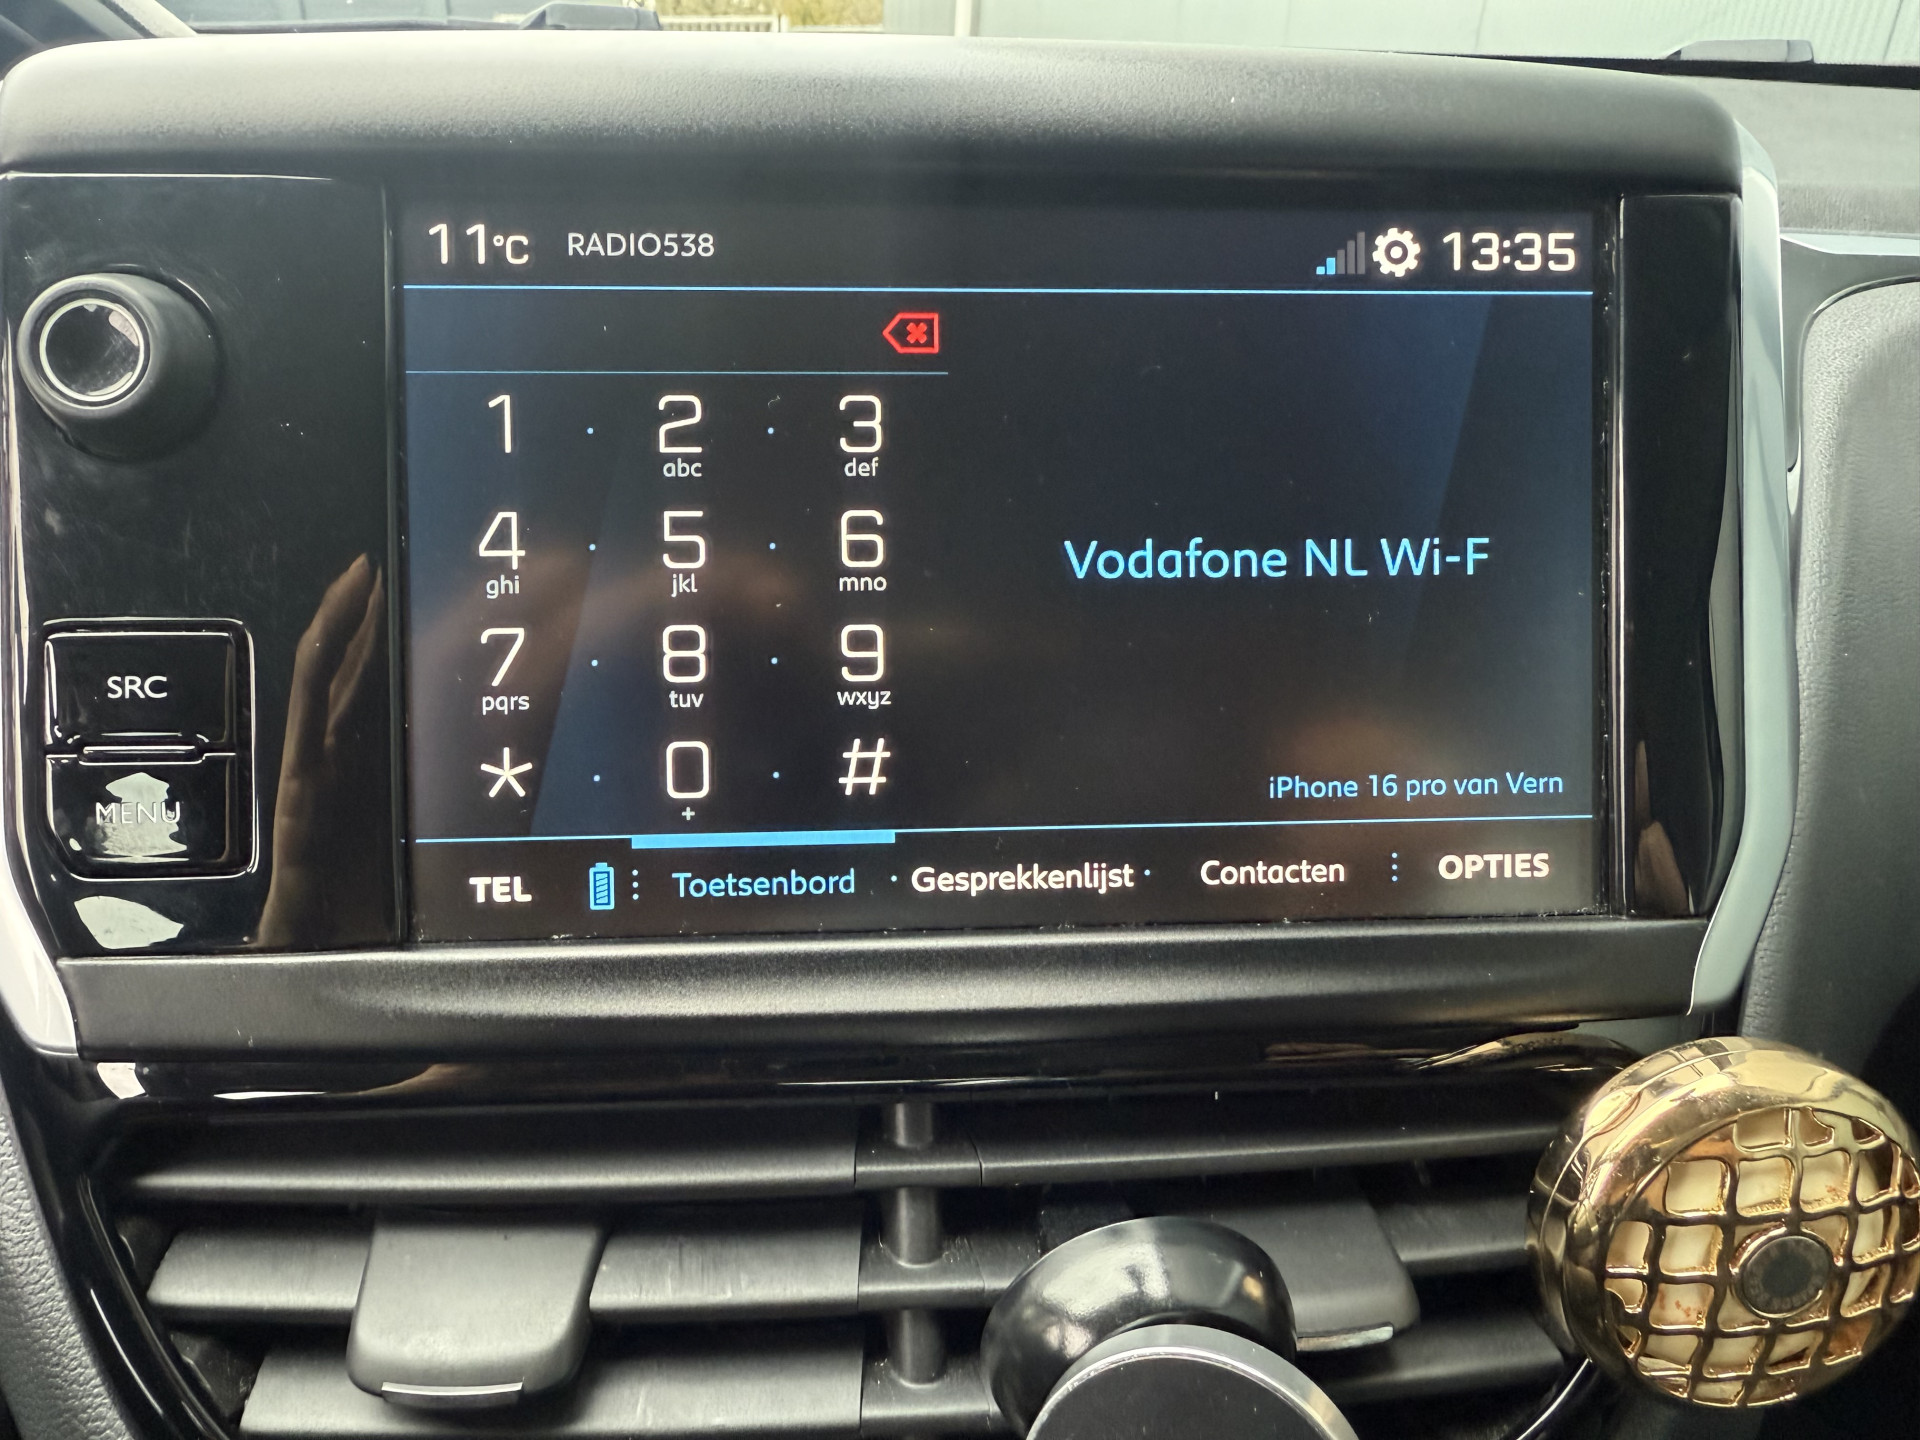 11°C RADIO538 13:35
1 2 3
abc def
4 5 6
ghi jkl mno
Vodafone NL Wi-F
7 8 9
pqrs tuv wxyz
* 0 #
+
iPhone 16 pro van Vern
TEL Toetsenbord · Gesprekkenlijst · Contacten OPTIES
SRC
MENU